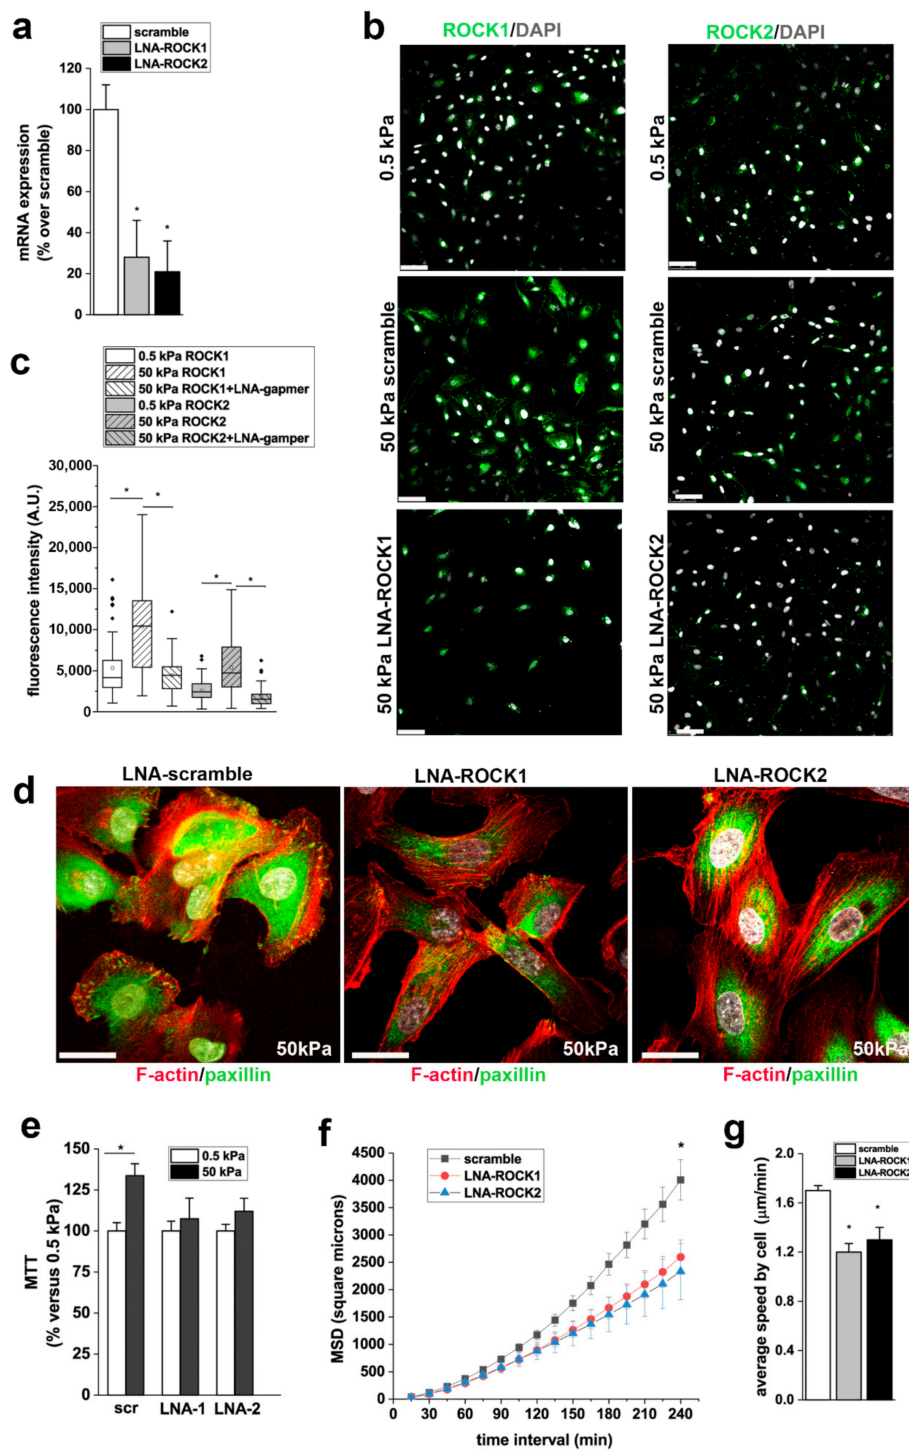 a
scramble
LNA-ROCK1
LNA-ROCK2
120
100
80
60
40
20
0
mRNA expression
(% over scramble)
*
*
b
ROCK1/DAPI
ROCK2/DAPI
0.5 kPa
0.5 kPa
50 kPa scramble
50 kPa scramble
50 kPa LNA-ROCK1
50 kPa LNA-ROCK2
c
0.5 kPa ROCK1
50 kPa ROCK1
50 kPa ROCK1+LNA-gapmer
0.5 kPa ROCK2
50 kPa ROCK2
50 kPa ROCK2+LNA-gamper
30,000
25,000
20,000
15,000
10,000
5,000
0
fluorescence intensity (A.U.)
* *
* *
d
LNA-scramble
LNA-ROCK1
LNA-ROCK2
50kPa
50kPa
50kPa
F-actin/paxillin
F-actin/paxillin
F-actin/paxillin
e
0.5 kPa
50 kPa
*
150
125
100
75
50
25
0
MTT
(% versus 0.5 kPa)
scr LNA-1 LNA-2
f
scramble
LNA-ROCK1
LNA-ROCK2
*
4500
4000
3500
3000
2500
2000
1500
1000
500
0
MSD (square microns)
0 30 60 90 120 150 180 210 240
time interval (min)
g
scramble
LNA-ROCK1
LNA-ROCK2
1.8
1.2
0.6
0.0
average speed by cell (μm/min)
*
*